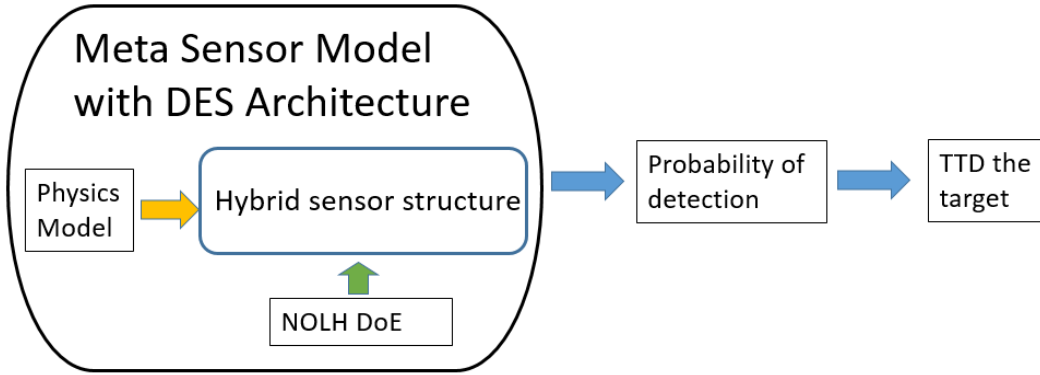 Meta Sensor Model
with DES Architecture
Physics
Model
Hybrid sensor structure
NOLH DoE
Probability of
detection
TTD the
target